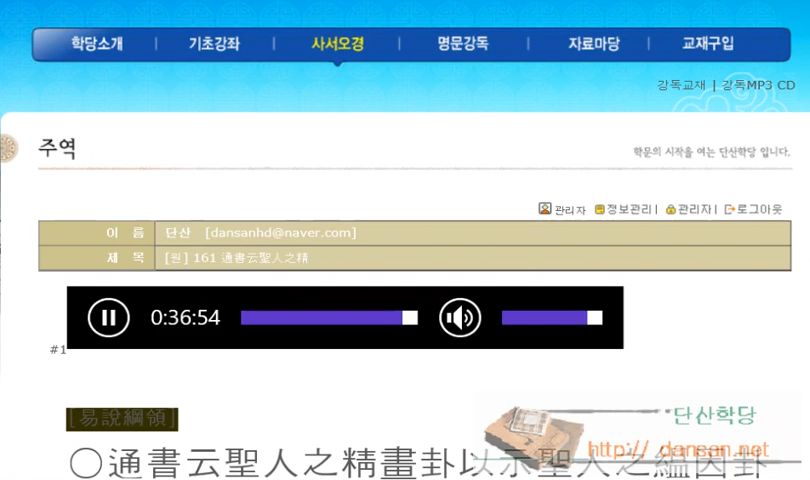 학당소개 | 기초강좌 | 사서오경 | 명문강독 | 자료마당 | 교재구입
강독교재 | 강독MP3 CD
주역
학문의 시작을 여는 단산학당 입니다.
관리자 정보관리| 관리자| 로그아웃
이 름 단산 [dansanhd@naver.com]
제 목 [원] 161 通書云聖人之精
0:36:54
#1
[易說綱領]
단산학당
http:// dansan.net
○通書云聖人之精畫卦以示聖人之縕因卦